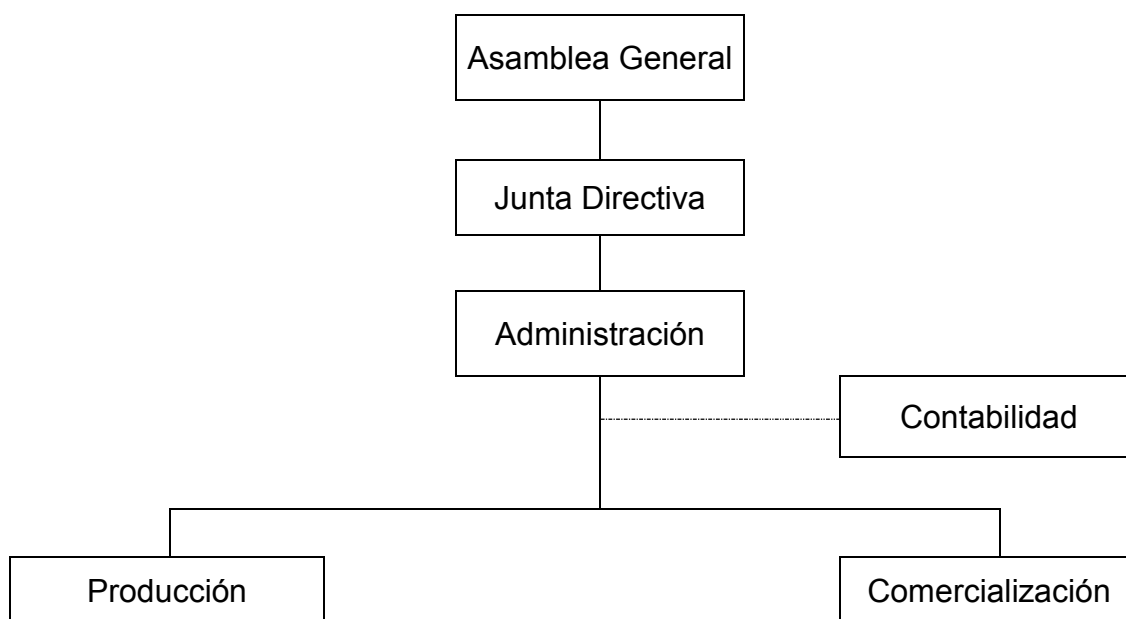 Asamblea General
Junta Directiva
Administración
Contabilidad
Producción
Comercialización